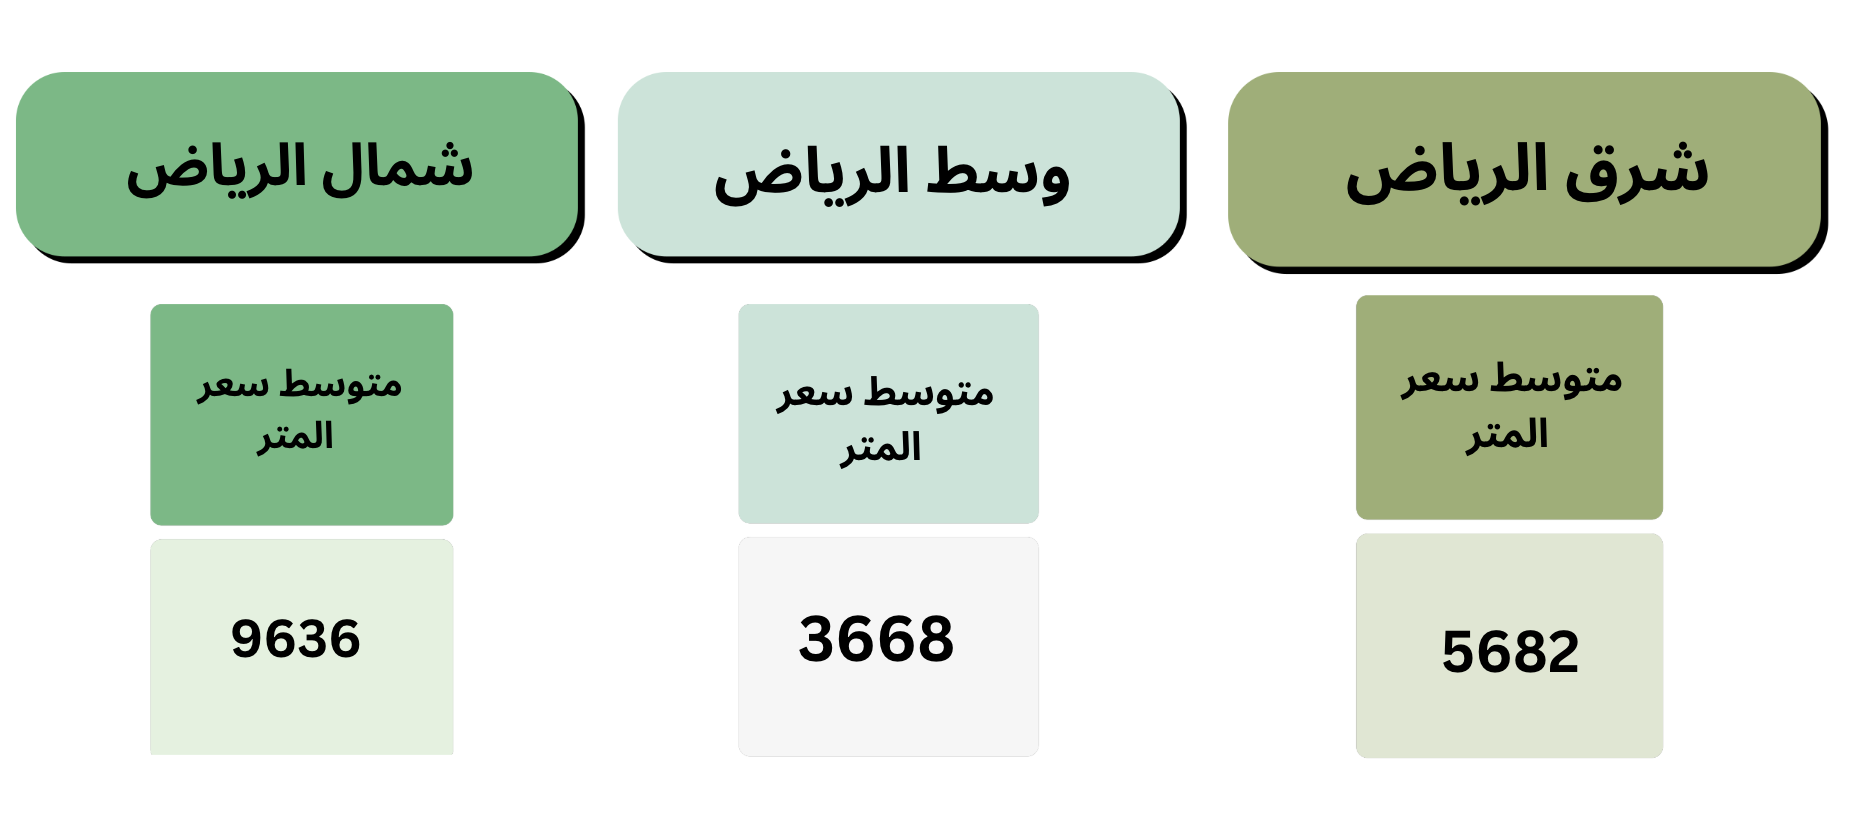 شرق الرياض
وسط الرياض
شمال الرياض
متوسط سعر
المتر
متوسط سعر
المتر
متوسط سعر
المتر
5682
3668
9636